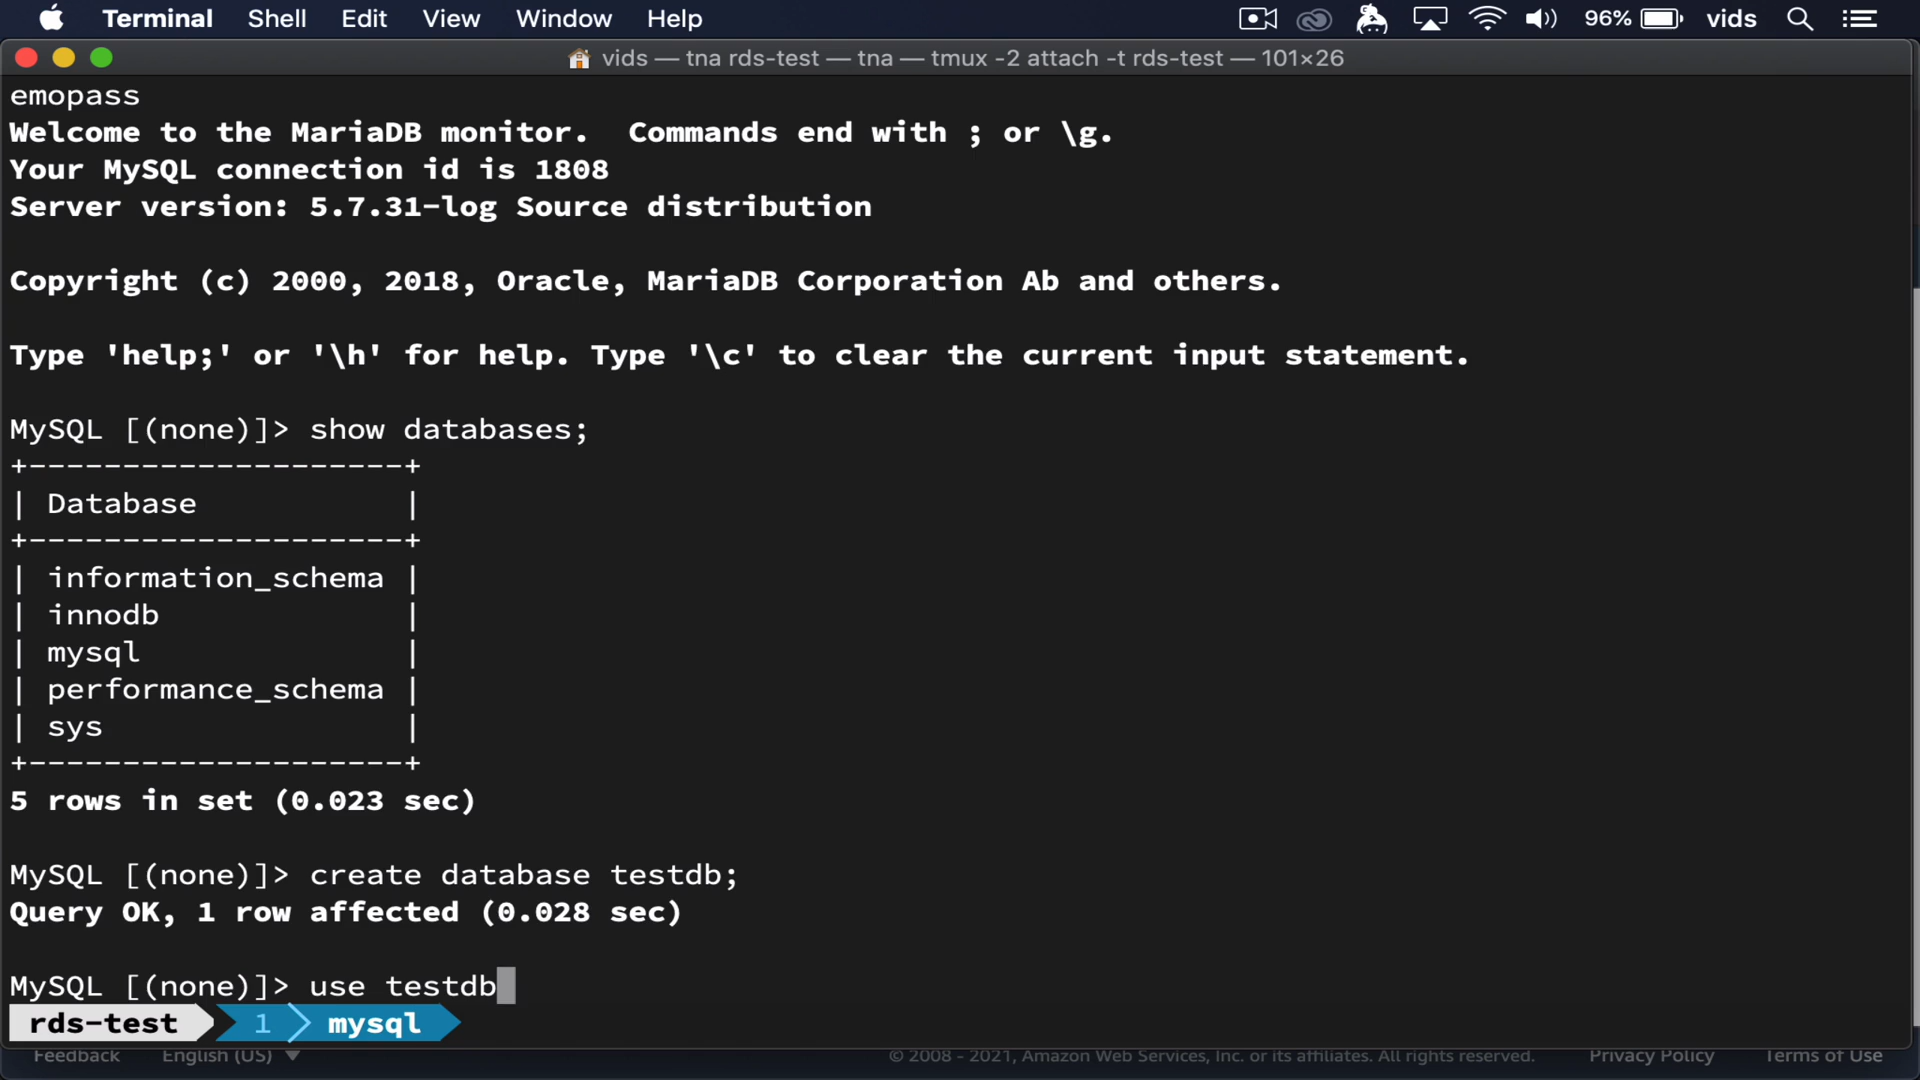 Terminal Shell Edit View Window Help 96% vids
vids — tna rds-test — tna — tmux -2 attach -t rds-test — 101×26
emopass
Welcome to the MariaDB monitor.  Commands end with ; or \g.
Your MySQL connection id is 1808
Server version: 5.7.31-log Source distribution
Copyright (c) 2000, 2018, Oracle, MariaDB Corporation Ab and others.
Type 'help;' or '\h' for help. Type '\c' to clear the current input statement.
MySQL [(none)]> show databases;
+--------------------+
| Database           |
+--------------------+
| information_schema |
| innodb             |
| mysql              |
| performance_schema |
| sys                |
+--------------------+
5 rows in set (0.023 sec)
MySQL [(none)]> create database testdb;
Query OK, 1 row affected (0.028 sec)
MySQL [(none)]> use testdb
rds-test 1 mysql
Feedback English (US) © 2008 - 2021, Amazon Web Services, Inc. or its affiliates. All rights reserved. Privacy Policy Terms of Use